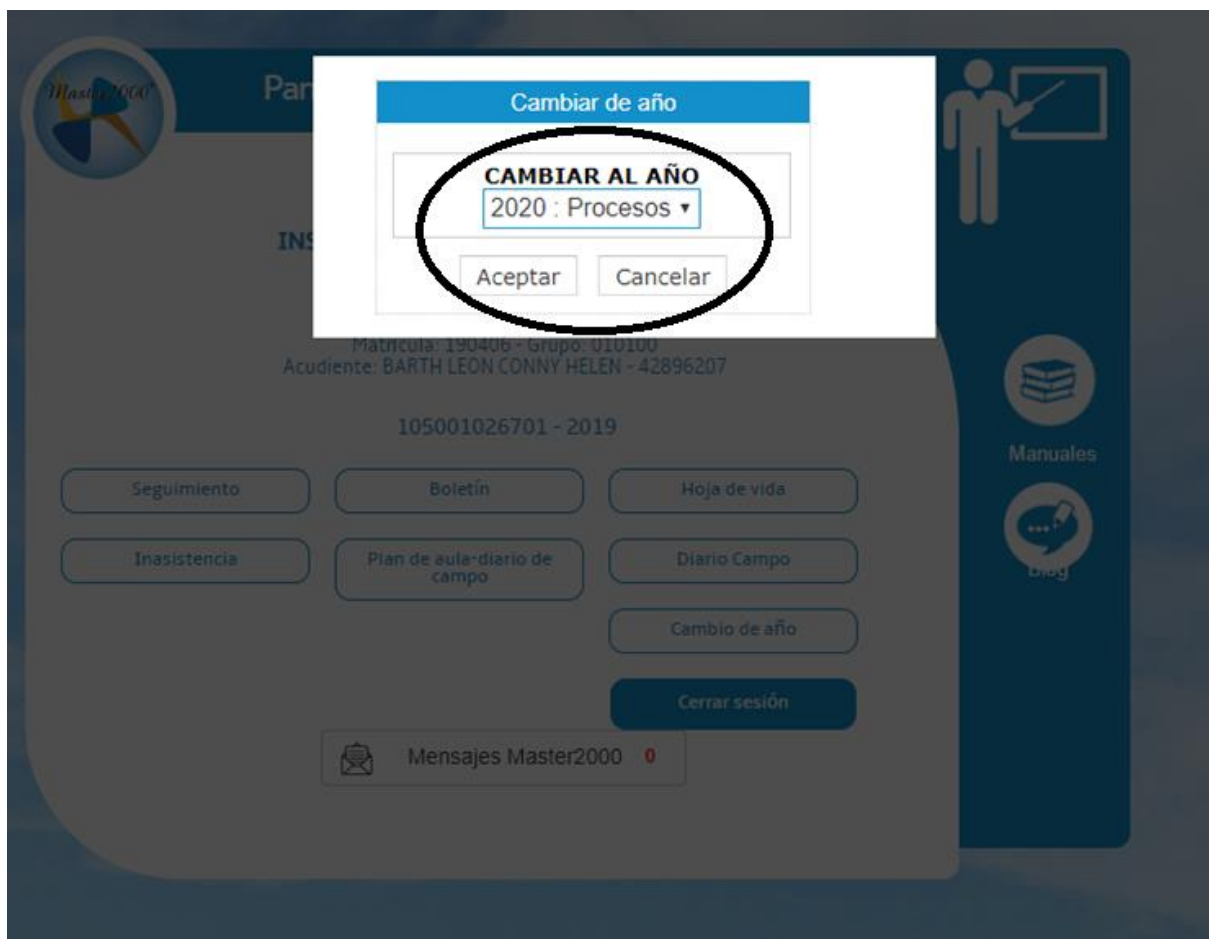 Master2000
Pan
Cambiar de año
CAMBIAR AL AÑO
2020 : Procesos
INS
Aceptar Cancelar
Matrícula: 190406 - Grupo: 010100
Acudiente: BARTH LEON CONNY HELEN - 42896207
105001026701 - 2019
Manuales
Seguimiento Boletín Hoja de vida
Inasistencia Plan de aula-diario de campo Diario Campo
Blog
Cambio de año
Cerrar sesión
Mensajes Master2000 0